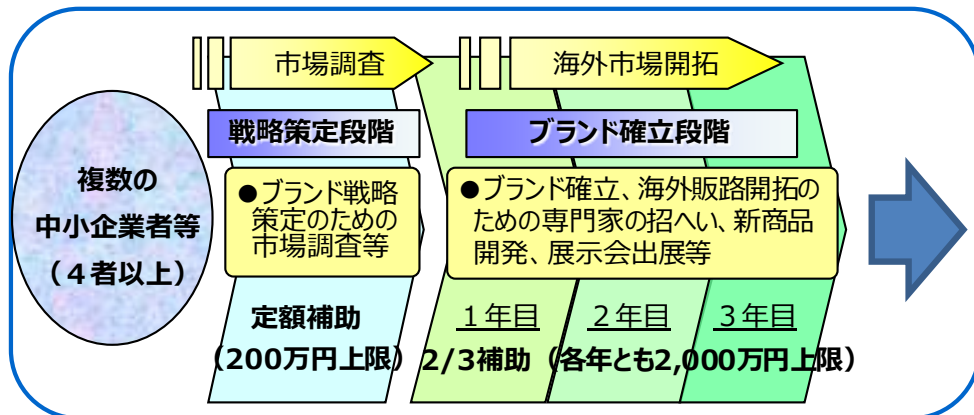 市場調査
海外市場開拓
戦略策定段階
ブランド確立段階
複数の
中小企業者等
（４者以上）
●ブランド戦略
策定のための
市場調査等
●ブランド確立、海外販路開拓の
ための専門家の招へい、新商品
開発、展示会出展等
定額補助
（200万円上限）
１年目
２年目
３年目
2/3補助（各年とも2,000万円上限）